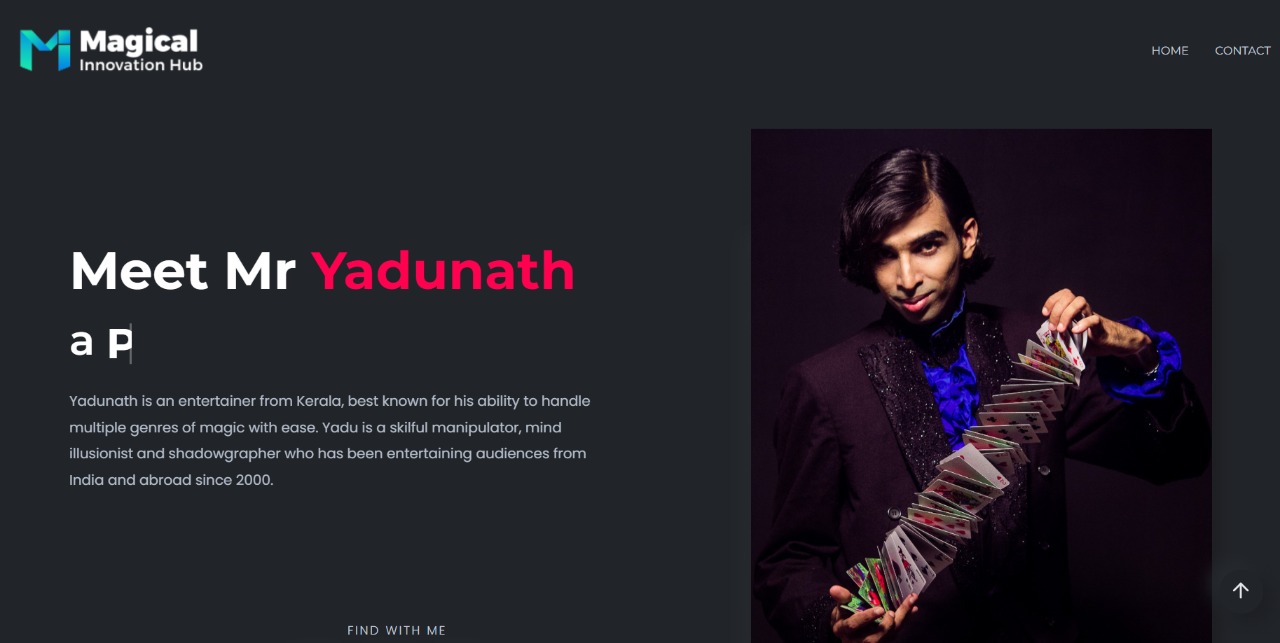 Magical
Innovation Hub
HOME CONTACT
Meet Mr Yadunath
a P
Yadunath is an entertainer from Kerala, best known for his ability to handle
multiple genres of magic with ease. Yadu is a skilful manipulator, mind
illusionist and shadowgrapher who has been entertaining audiences from
India and abroad since 2000.
FIND WITH ME